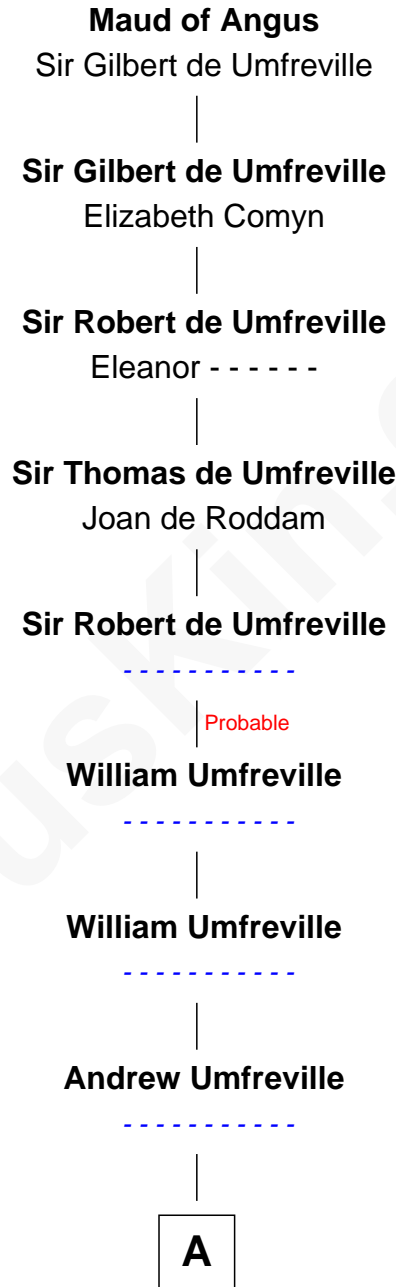 Maud of Angus
Sir Gilbert de Umfreville
Sir Gilbert de Umfreville
Elizabeth Comyn
Sir Robert de Umfreville
Eleanor - - - - - -
Sir Thomas de Umfreville
Joan de Roddam
Sir Robert de Umfreville
- - - - - - - - - - -
Probable
William Umfreville
- - - - - - - - - - -
William Umfreville
- - - - - - - - - - -
Andrew Umfreville
- - - - - - - - - - -
A